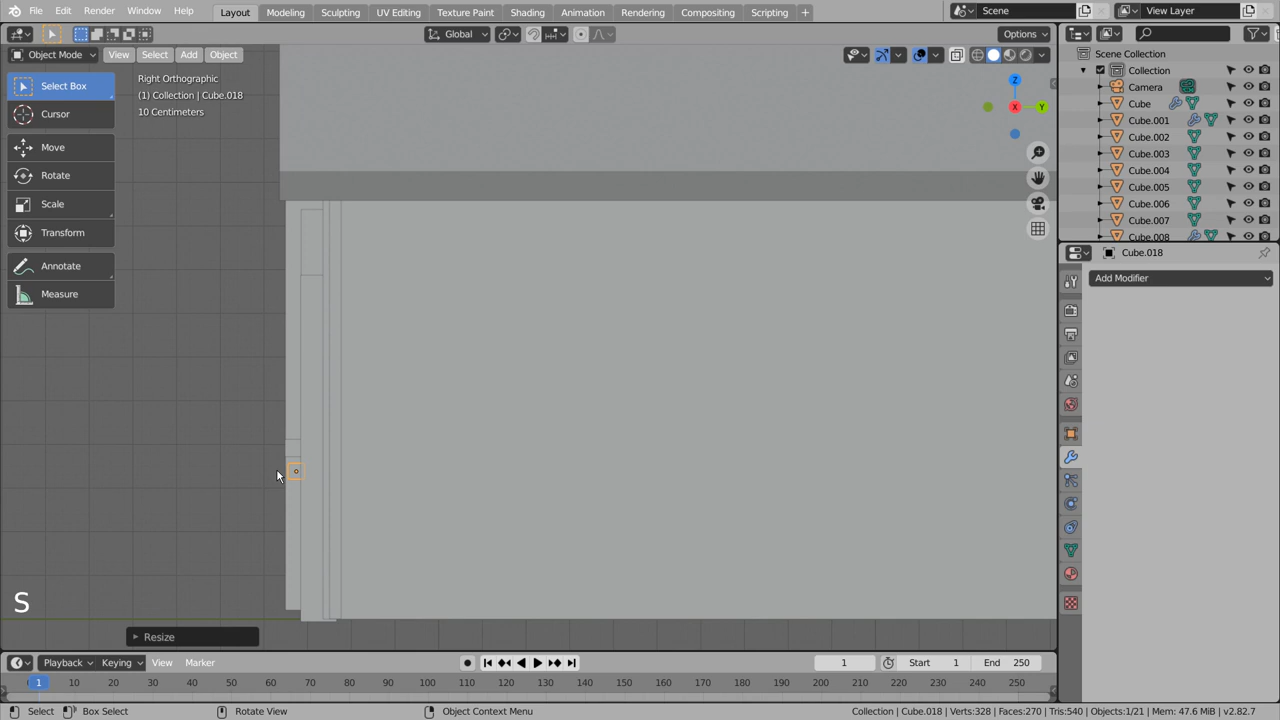 File Edit Render Window Help Layout Modeling Sculpting UV Editing Texture Paint Shading Animation Rendering Compositing Scripting + Scene View Layer
Global Options
Object Mode View Select Add Object
Select Box
Cursor
Move
Rotate
Scale
Transform
Annotate
Measure
Right Orthographic
(1) Collection | Cube.018
10 Centimeters
Z
X
Y
Scene Collection
Collection
Camera
Cube
Cube.001
Cube.002
Cube.003
Cube.004
Cube.005
Cube.006
Cube.007
Cube.008
Cube.018
Add Modifier
S
Resize
Playback Keying View Marker 1 Start 1 End 250
1 10 20 30 40 50 60 70 80 90 100 110 120 130 140 150 160 170 180 190 200 210 220 230 240 250
Select Box Select Rotate View Object Context Menu Collection | Cube.018 | Verts:328 | Faces:270 | Tris:540 | Objects:1/21 | Mem: 47.6 MiB | v2.82.7